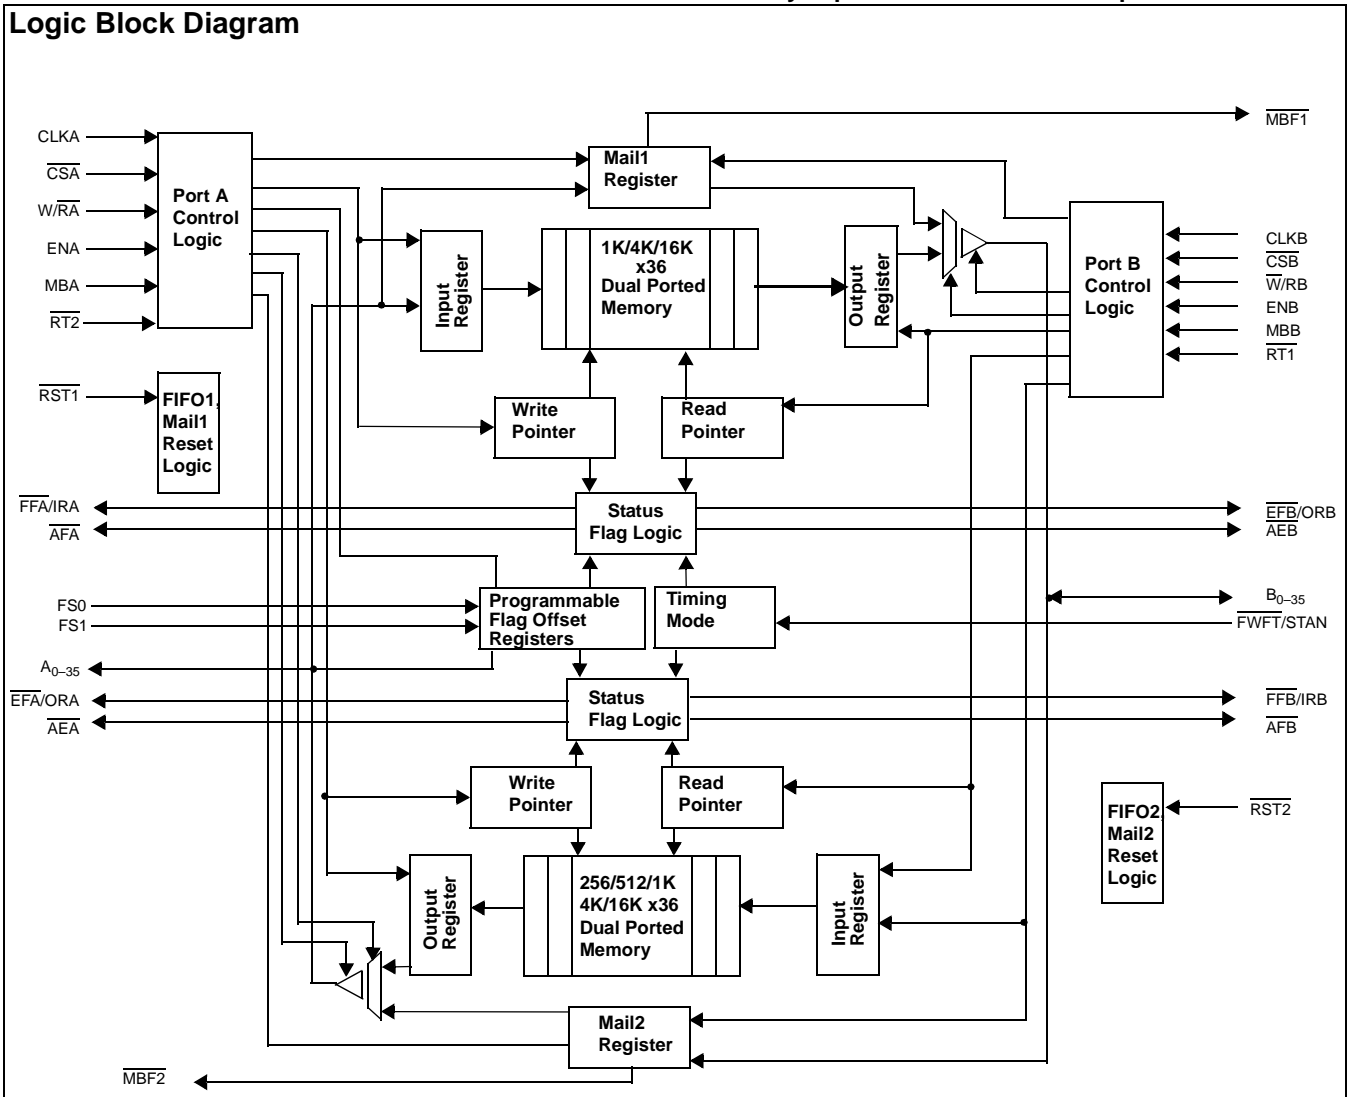 Logic Block Diagram
MBF1
CLKA
CSA
W/RA
ENA
MBA
RT2
Port A
Control
Logic
Mail1
Register
Input
Register
1K/4K/16K
x36
Dual Ported
Memory
Output
Register
Port B
Control
Logic
CLKB
CSB
W/RB
ENB
MBB
RT1
RST1
FIFO1,
Mail1
Reset
Logic
Write
Pointer
Read
Pointer
FFA/IRA
AFA
Status
Flag Logic
EFB/ORB
AEB
FS0
FS1
Programmable
Flag Offset
Registers
Timing
Mode
B0–35
FWFT/STAN
A0–35
EFA/ORA
AEA
Status
Flag Logic
FFB/IRB
AFB
Write
Pointer
Read
Pointer
FIFO2,
Mail2
Reset
Logic
RST2
Output
Register
256/512/1K
4K/16K x36
Dual Ported
Memory
Input
Register
Mail2
Register
MBF2